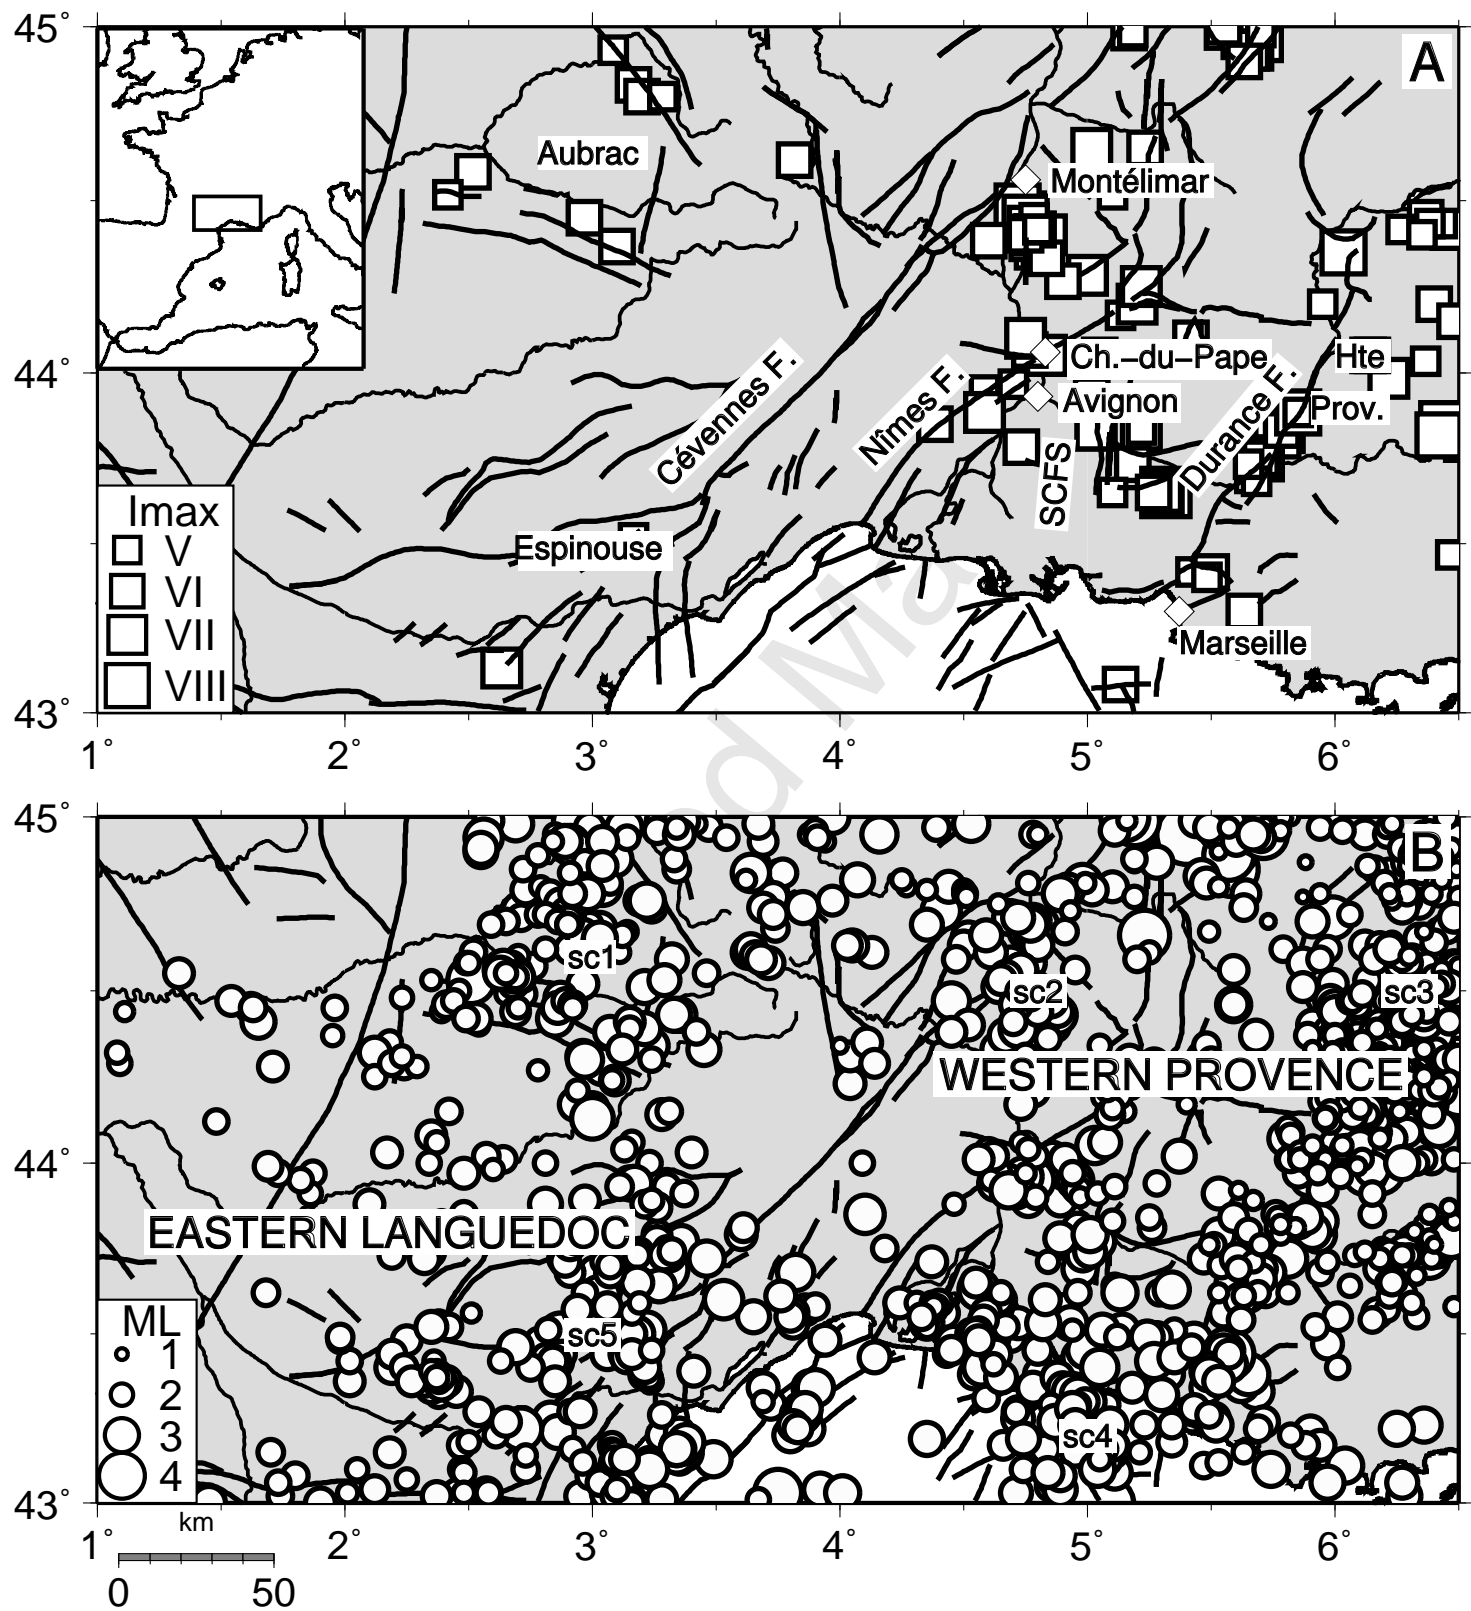 45°
A
Aubrac
Montélimar
44°
Ch.–du–Pape
Hte
Cévennes F.
Nîmes F.
Durance F.
Avignon
Prov.
SCFS
Imax
V
Espinouse
VI
VII
Marseille
VIII
43°
1°
2°
3°
4°
5°
6°
45°
B
sc1
sc2
sc3
WESTERN PROVENCE
44°
EASTERN LANGUEDOC
ML
sc5
1
2
3
sc4
4
43°
km
1°
2°
3°
4°
5°
6°
0
50